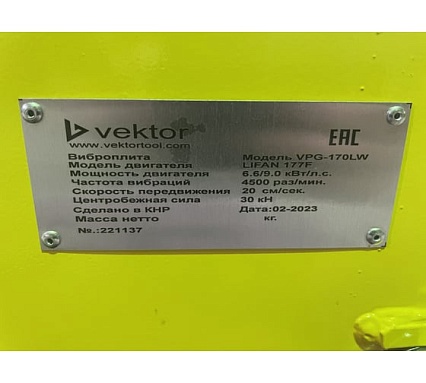 vektor
EAC
www.vektortool.com
Виброплита Модель VPG-170LW
Модель двигателя LIFAN 177F
Мощность двигателя 6.6/9.0 кВт/л.с.
Частота вибраций 4500 раз/мин.
Скорость передвижения 20 см/сек.
Центробежная сила 30 кН
Сделано в КНР Дата:02-2023
Масса нетто кг.
№.:221137